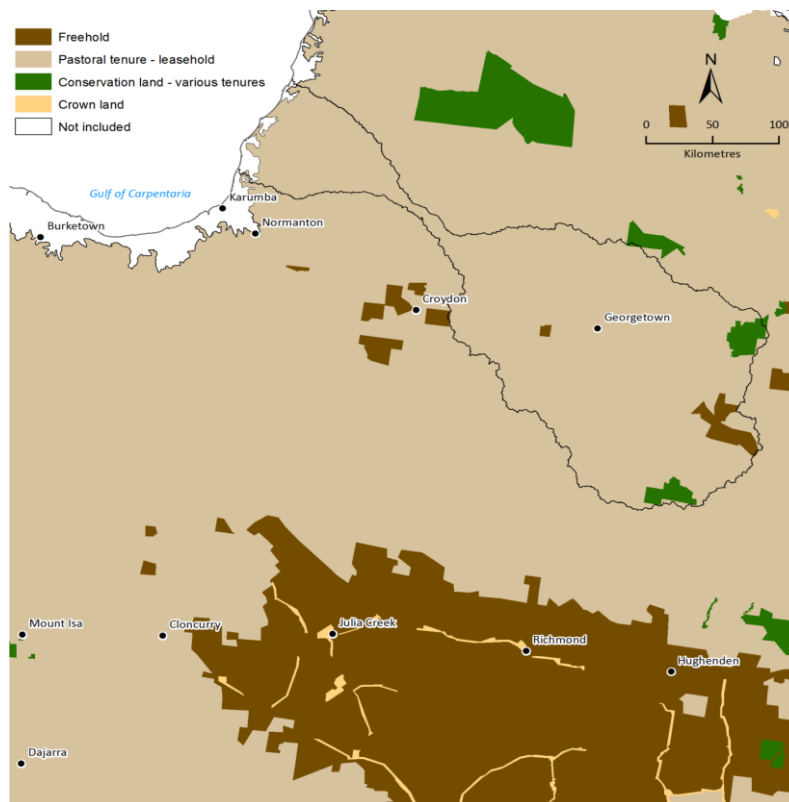 Freehold
Pastoral tenure - leasehold
Conservation land - various tenures
Crown land
Not included
N
0 50 100
Kilometres
Gulf of Carpentaria
Karumba
Normanton
Burketown
Croydon
Georgetown
Mount Isa
Cloncurry
Julia Creek
Richmond
Hughenden
Dajarra